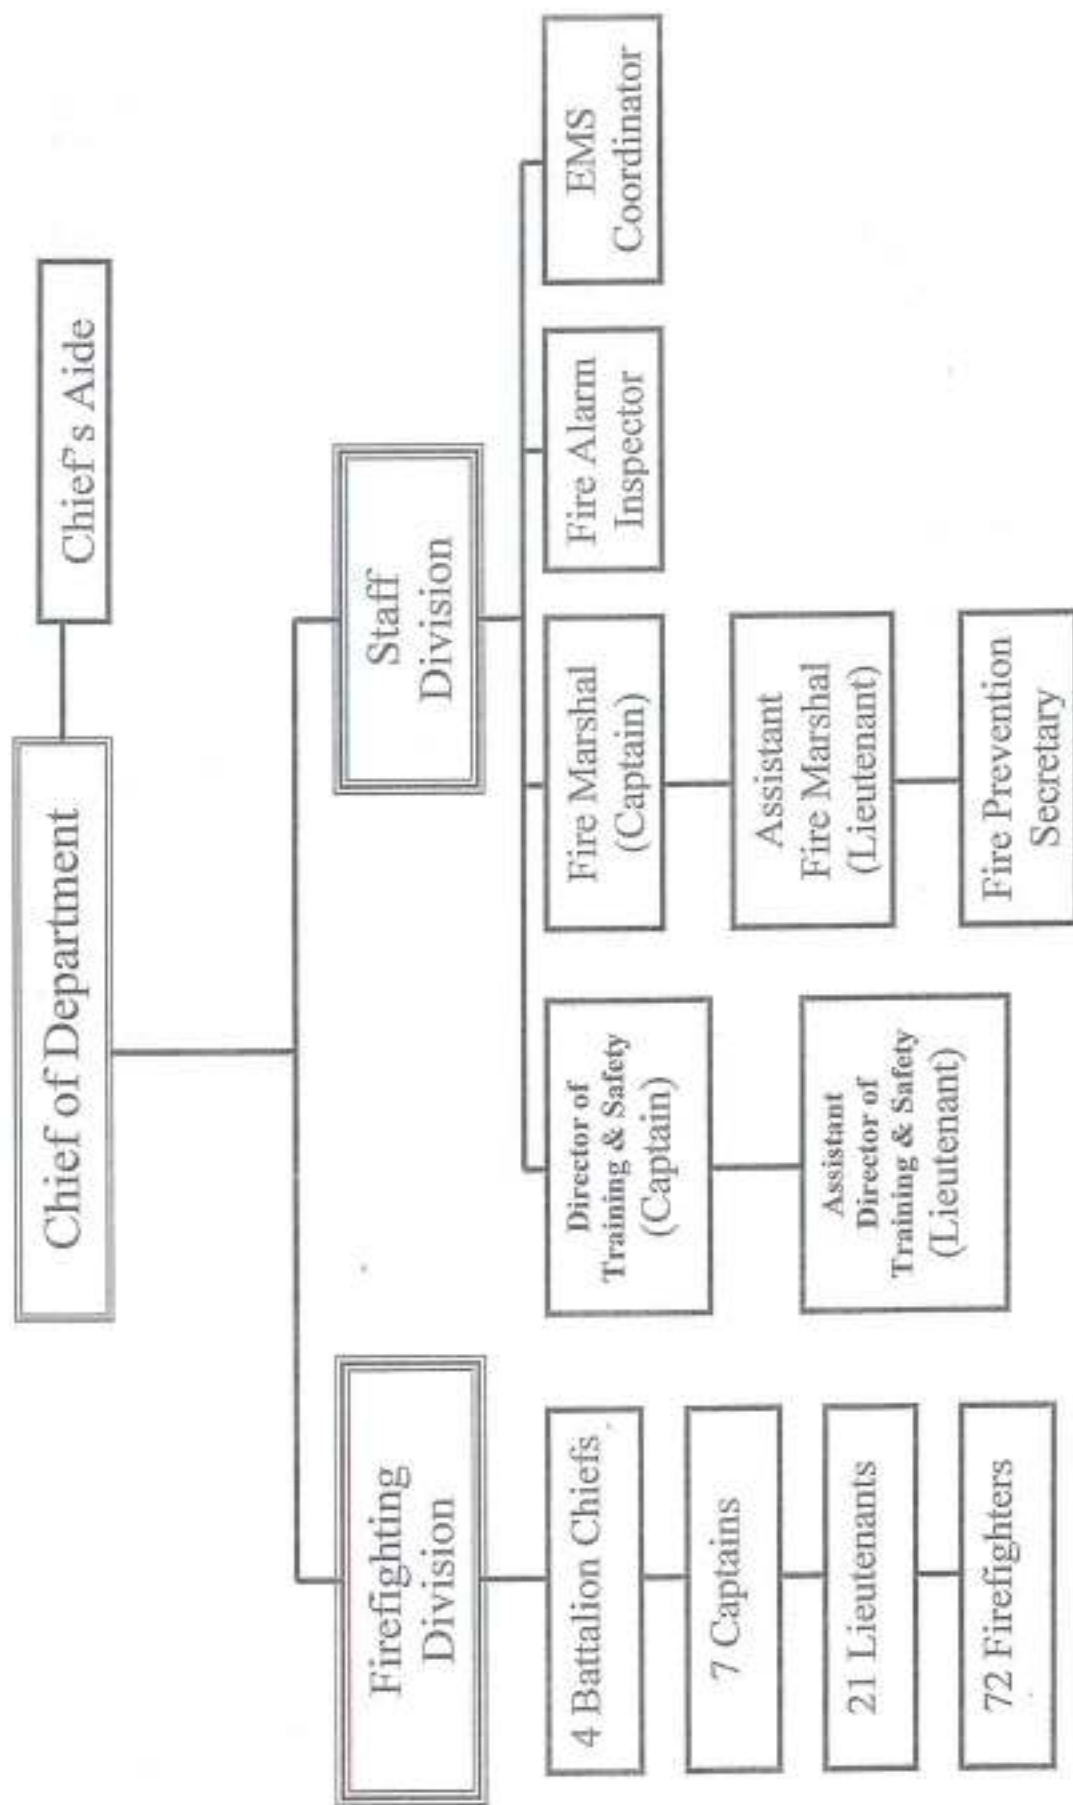 Chief of Department
Chief's Aide
Firefighting
Division
Staff
Division
4 Battalion Chiefs
7 Captains
21 Lieutenants
72 Firefighters
Director of
Training & Safety
(Captain)
Assistant
Director of
Training & Safety
(Lieutenant)
Fire Marshal
(Captain)
Assistant
Fire Marshal
(Lieutenant)
Fire Prevention
Secretary
Fire Alarm
Inspector
EMS
Coordinator